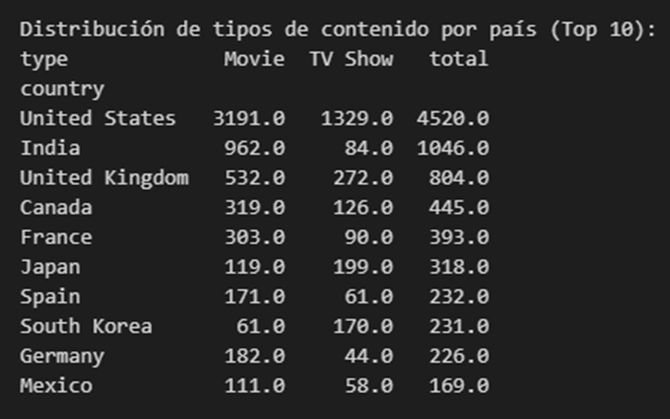 Distribución de tipos de contenido por país (Top 10):
type Movie TV Show total
country
United States 3191.0 1329.0 4520.0
India 962.0 84.0 1046.0
United Kingdom 532.0 272.0 804.0
Canada 319.0 126.0 445.0
France 303.0 90.0 393.0
Japan 119.0 199.0 318.0
Spain 171.0 61.0 232.0
South Korea 61.0 170.0 231.0
Germany 182.0 44.0 226.0
Mexico 111.0 58.0 169.0